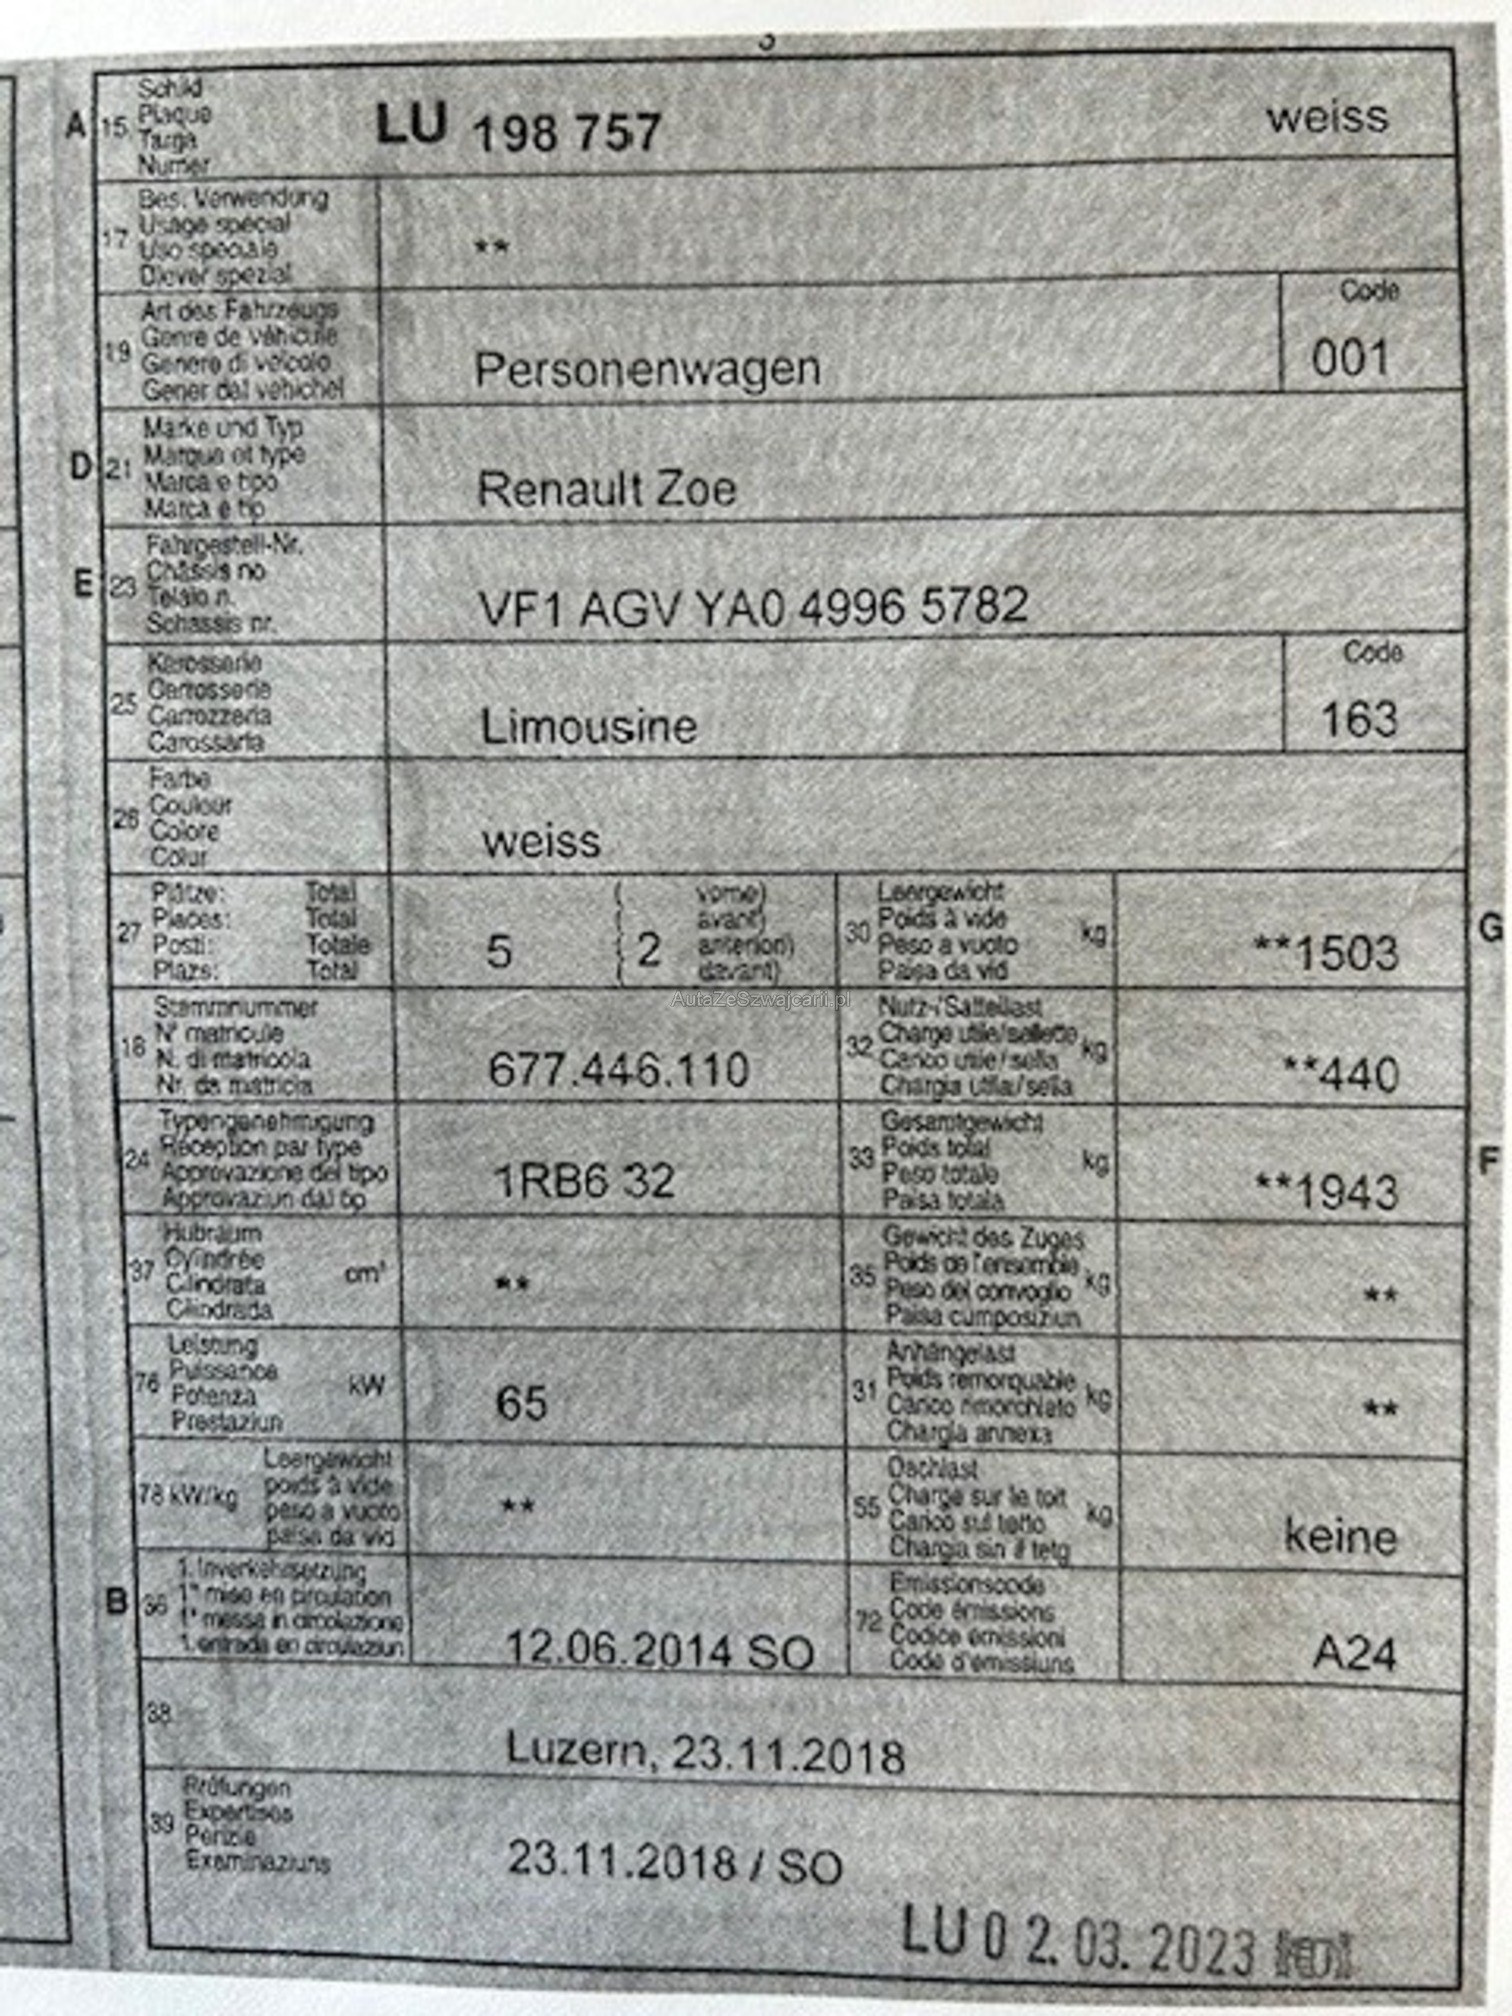 A 15 Schild
Plaque
Targa
Numer
LU 198 757 weiss
17 Bes. Verwendung
Usage spécial
Uso speciale
Diever spezial
**
19 Art des Fahrzeugs
Genre de véhicule
Genere di veicolo
Gener dal vehichel
Personenwagen
Code
001
D 21 Marke und Typ
Marque et type
Marca e tipo
Marca e tip
Renault Zoe
E 23 Fahrgestell-Nr.
Châssis no
Telaio n.
Schassis nr.
VF1 AGV YA0 4996 5782
25 Karosserie
Carrosserie
Carrozzeria
Carossaria
Limousine
Code
163
26 Farbe
Couleur
Colore
Colur
weiss
27 Plätze: Total
Places: Total
Posti: Totale
Plazs: Total
5 ( vorne)
( avant)
( 2 anteriori)
( davant)
30 Leergewicht
Poids à vide kg
Peso a vuoto
Paisa da vid
**1503
G
18 Stammnummer
N° matricule
N. di matricola
Nr. da matricla
677.446.110
32 Nutz-/Sattellast
Charge utile/sellette kg
Carico utile/sella
Chargia utila/sella
**440
24 Typengenehmigung
Réception par type
Approvazione del tipo
Approvaziun dal tip
1RB6 32
33 Gesamtgewicht
Poids total kg
Peso totale
Paisa totala
**1943
F
37 Hubraum
Cylindrée cm³
Cilindrata
Cilindrada
**
35 Gewicht des Zuges
Poids de l'ensemble kg
Peso del convoglio
Paisa cumposiziun
**
76 Leistung
Puissance kW
Potenza
Prestaziun
65
31 Anhängelast
Poids remorquable kg
Carico rimorchiato
Chargia annexa
**
78 kW/kg Leergewicht
poids à vide
peso a vuoto
paisa da vid
**
55 Dachlast
Charge sur le toit kg
Carico sul tetto
Chargia sin il tetg
keine
B 36 1. Inverkehrsetzung
1re mise en circulation
1a messa in circolazione
1. entrada en circulaziun
12.06.2014 SO
72 Emissionscode
Code émissions
Codice emissioni
Code d'emissiuns
A24
38
Luzern, 23.11.2018
39 Prüfungen
Expertises
Perizie
Examinaziuns
23.11.2018 / SO
LU 0 2. 03. 2023
AutaZeSzwajcarii.pl